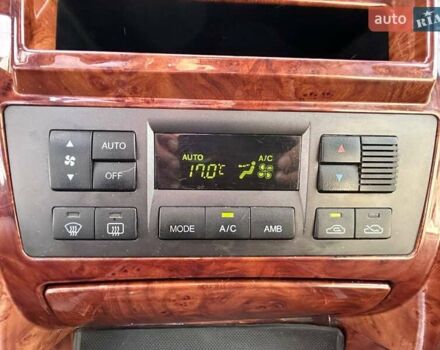 auto RIA
AUTO
OFF
AUTO A/C
17.0°C
MODE A/C AMB